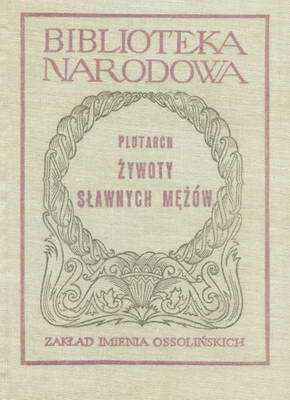 BIBLIOTEKA
NARODOWA
PLUTARCH
ŻYWOTY
SŁAWNYCH MĘŻÓW
ZAKŁAD IMIENIA OSSOLIŃSKICH